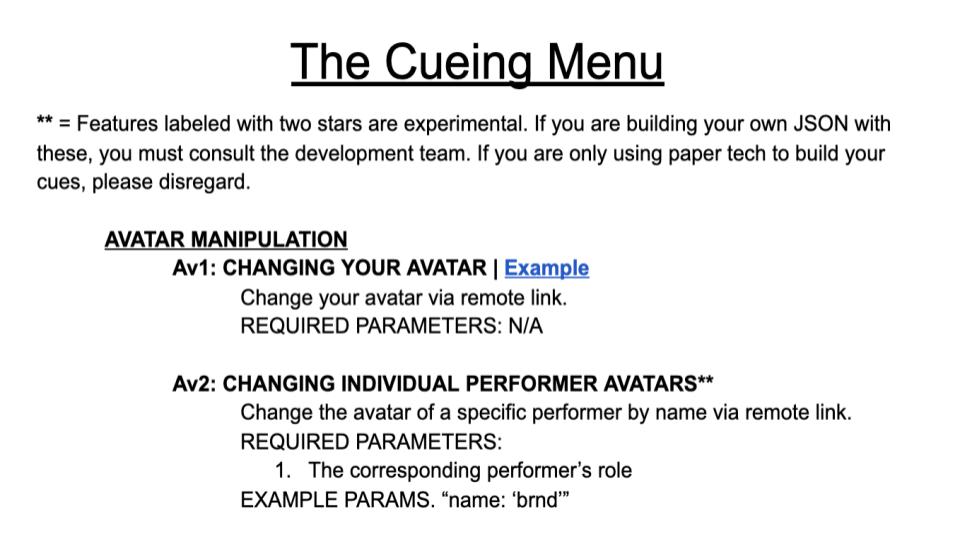 The Cueing Menu
** = Features labeled with two stars are experimental. If you are building your own JSON with
these, you must consult the development team. If you are only using paper tech to build your
cues, please disregard.
AVATAR MANIPULATION
Av1: CHANGING YOUR AVATAR | Example
Change your avatar via remote link.
REQUIRED PARAMETERS: N/A
Av2: CHANGING INDIVIDUAL PERFORMER AVATARS**
Change the avatar of a specific performer by name via remote link.
REQUIRED PARAMETERS:
1. The corresponding performer’s role
EXAMPLE PARAMS. “name: ‘brnd’”